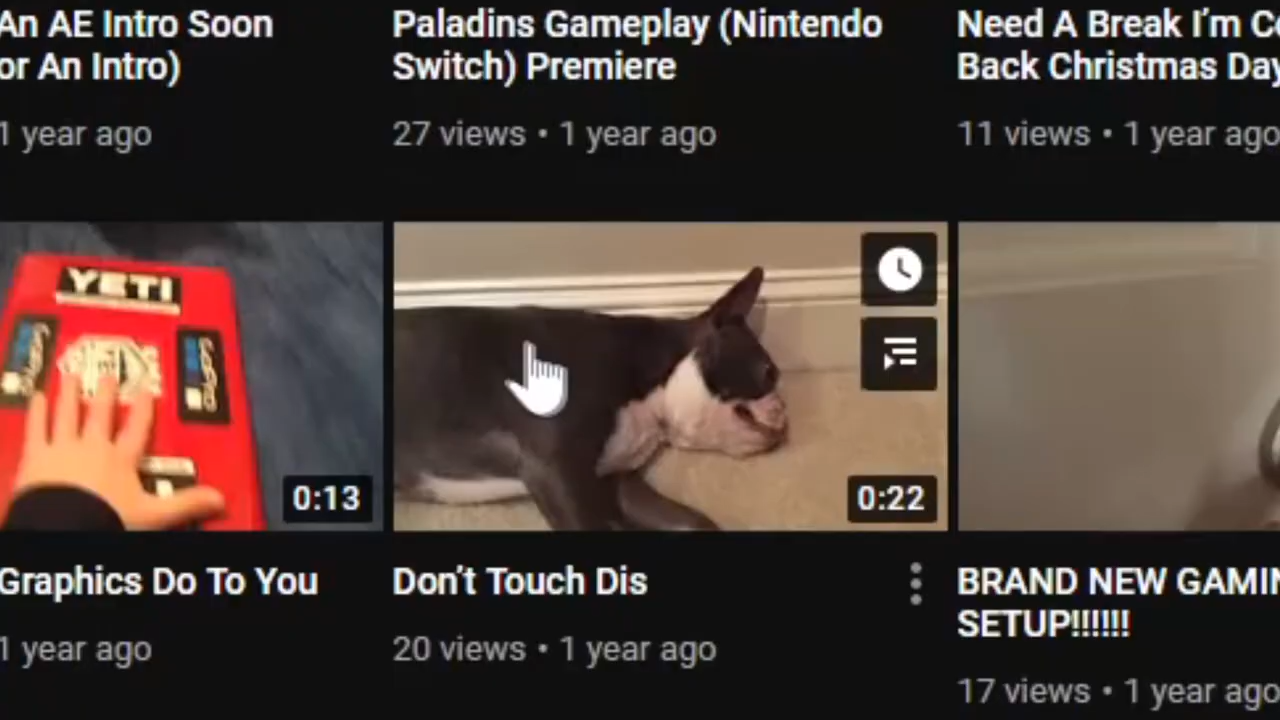 An AE Intro Soon
or An Intro)
1 year ago
Paladins Gameplay (Nintendo
Switch) Premiere
27 views • 1 year ago
Need A Break I'm C
Back Christmas Day
11 views • 1 year ago
YETI
0:13
0:22
Graphics Do To You
1 year ago
Don't Touch Dis
20 views • 1 year ago
BRAND NEW GAMIN
SETUP!!!!!!
17 views • 1 year ago